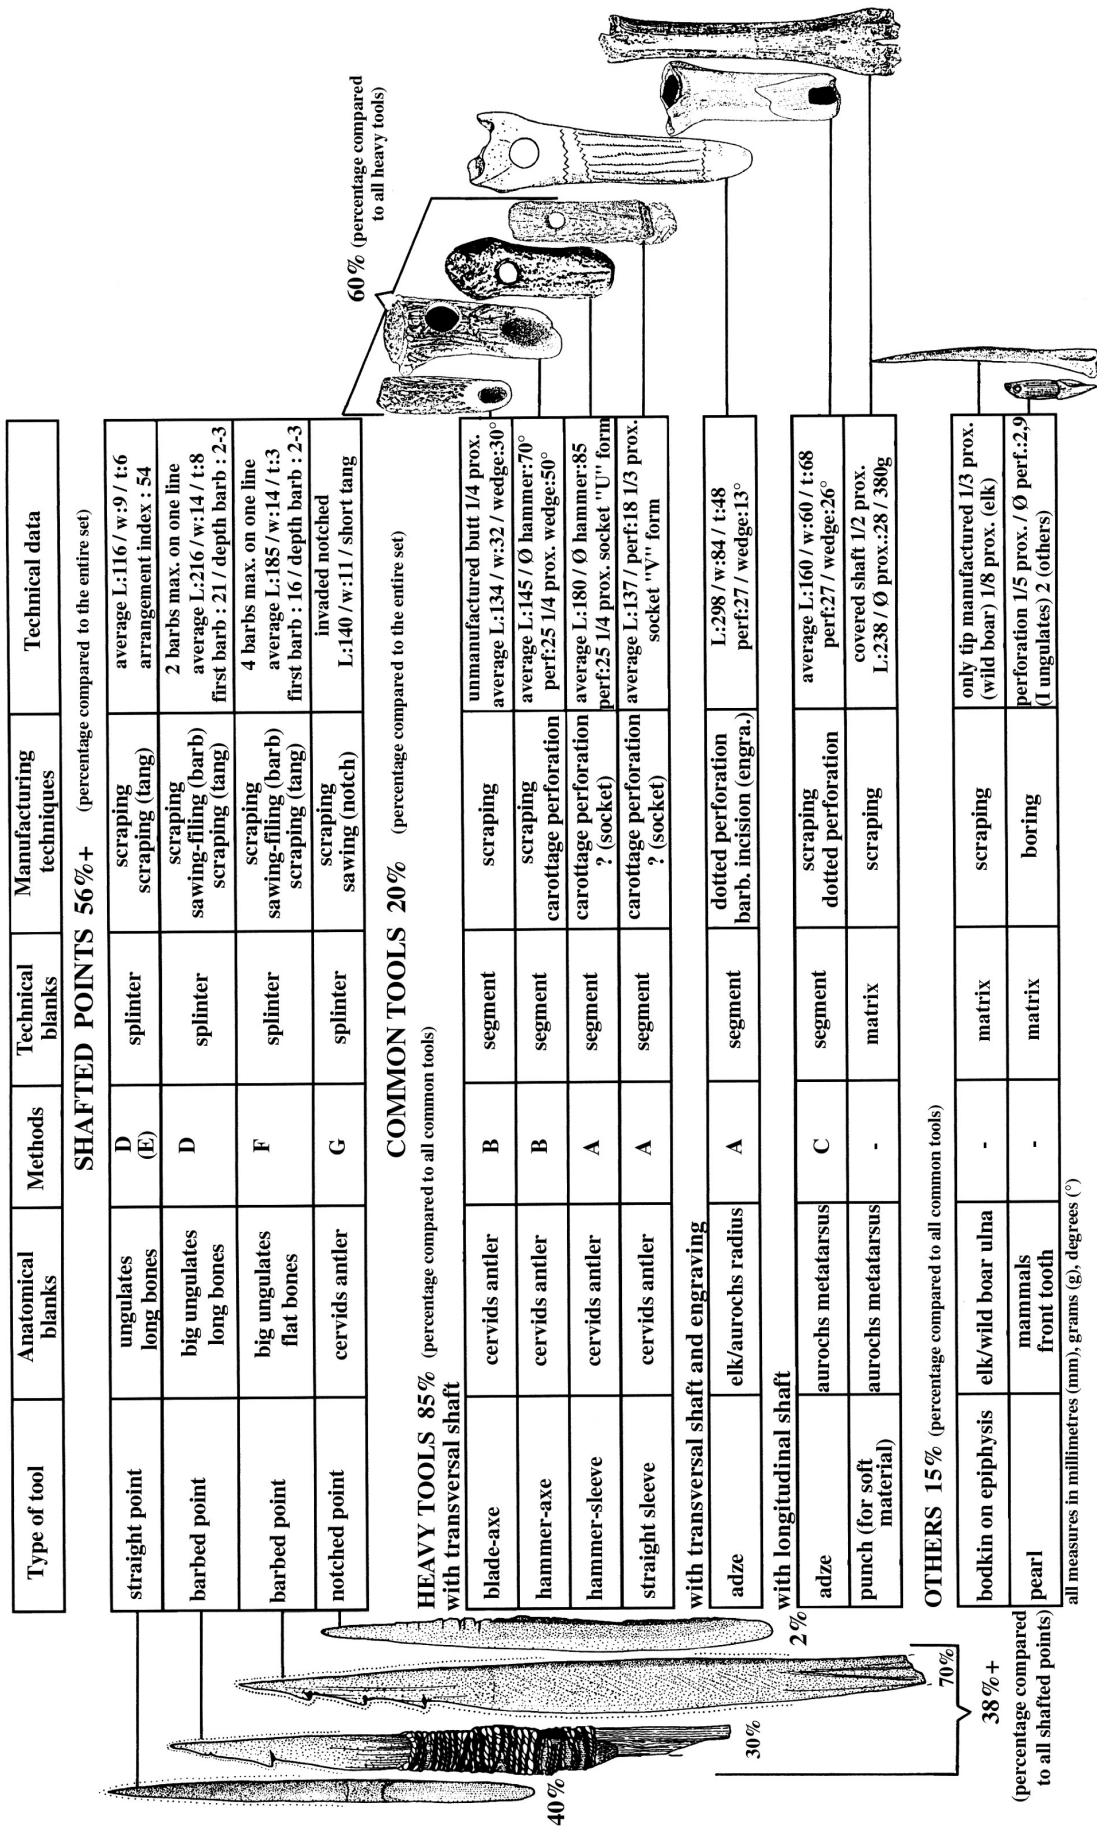 Type of tool
Anatomical
blanks
Methods
Technical
blanks
Manufacturing
techniques
Technical data
SHAFTED POINTS 56%+ (percentage compared to the entire set)
straight point
ungulates
long bones
D
(E)
splinter
scraping
scraping (tang)
average L:116 / w:9 / t:6
arrangement index : 54
barbed point
big ungulates
long bones
D
splinter
scraping
sawing-filing (barb)
scraping (tang)
2 barbs max. on one line
average L:216 / w:14 / t:8
first barb : 21 / depth barb : 2-3
barbed point
big ungulates
flat bones
F
splinter
scraping
sawing-filing (barb)
scraping (tang)
4 barbs max. on one line
average L:185 / w:14 / t:3
first barb : 16 / depth barb : 2-3
notched point
cervids antler
G
splinter
scraping
sawing (notch)
invaded notched
L:140 / w:11 / short tang
COMMON TOOLS 20% (percentage compared to the entire set)
HEAVY TOOLS 85% (percentage compared to all common tools)
with transversal shaft
blade-axe
cervids antler
B
segment
scraping
unmanufactured butt 1/4 prox.
average L:134 / w:32 / wedge:30°
hammer-axe
cervids antler
B
segment
scraping
carottage perforation
average L:145 / Ø hammer:70°
perf:25 1/4 prox. wedge:50°
hammer-sleeve
cervids antler
A
segment
carottage perforation
? (socket)
average L:180 / Ø hammer:85
perf:25 1/4 prox. socket "U" form
straight sleeve
cervids antler
A
segment
carottage perforation
? (socket)
average L:137 / perf:18 1/3 prox.
socket "V" form
with transversal shaft and engraving
adze
elk/aurochs radius
A
segment
dotted perforation
barb. incision (engra.)
L:298 / w:84 / t:48
perf:27 / wedge:13°
with longitudinal shaft
adze
aurochs metatarsus
C
segment
scraping
dotted perforation
average L:160 / w:60 / t:68
perf:27 / wedge:26°
punch (for soft
material)
aurochs metatarsus
-
matrix
scraping
covered shaft 1/2 prox.
L:238 / Ø prox.:28 / 380g
OTHERS 15% (percentage compared to all common tools)
bodkin on epiphysis
elk/wild boar ulna
-
matrix
scraping
only tip manufactured 1/3 prox.
(wild boar) 1/8 prox. (elk)
pearl
mammals
front tooth
-
matrix
boring
perforation 1/5 prox. / Ø perf.:2,9
(I ungulates) 2 (others)
all measures in millimetres (mm), grams (g), degrees (°)
40%
30%
70%
2%
38%+
(percentage compared
to all shafted points)
60% (percentage compared
to all heavy tools)